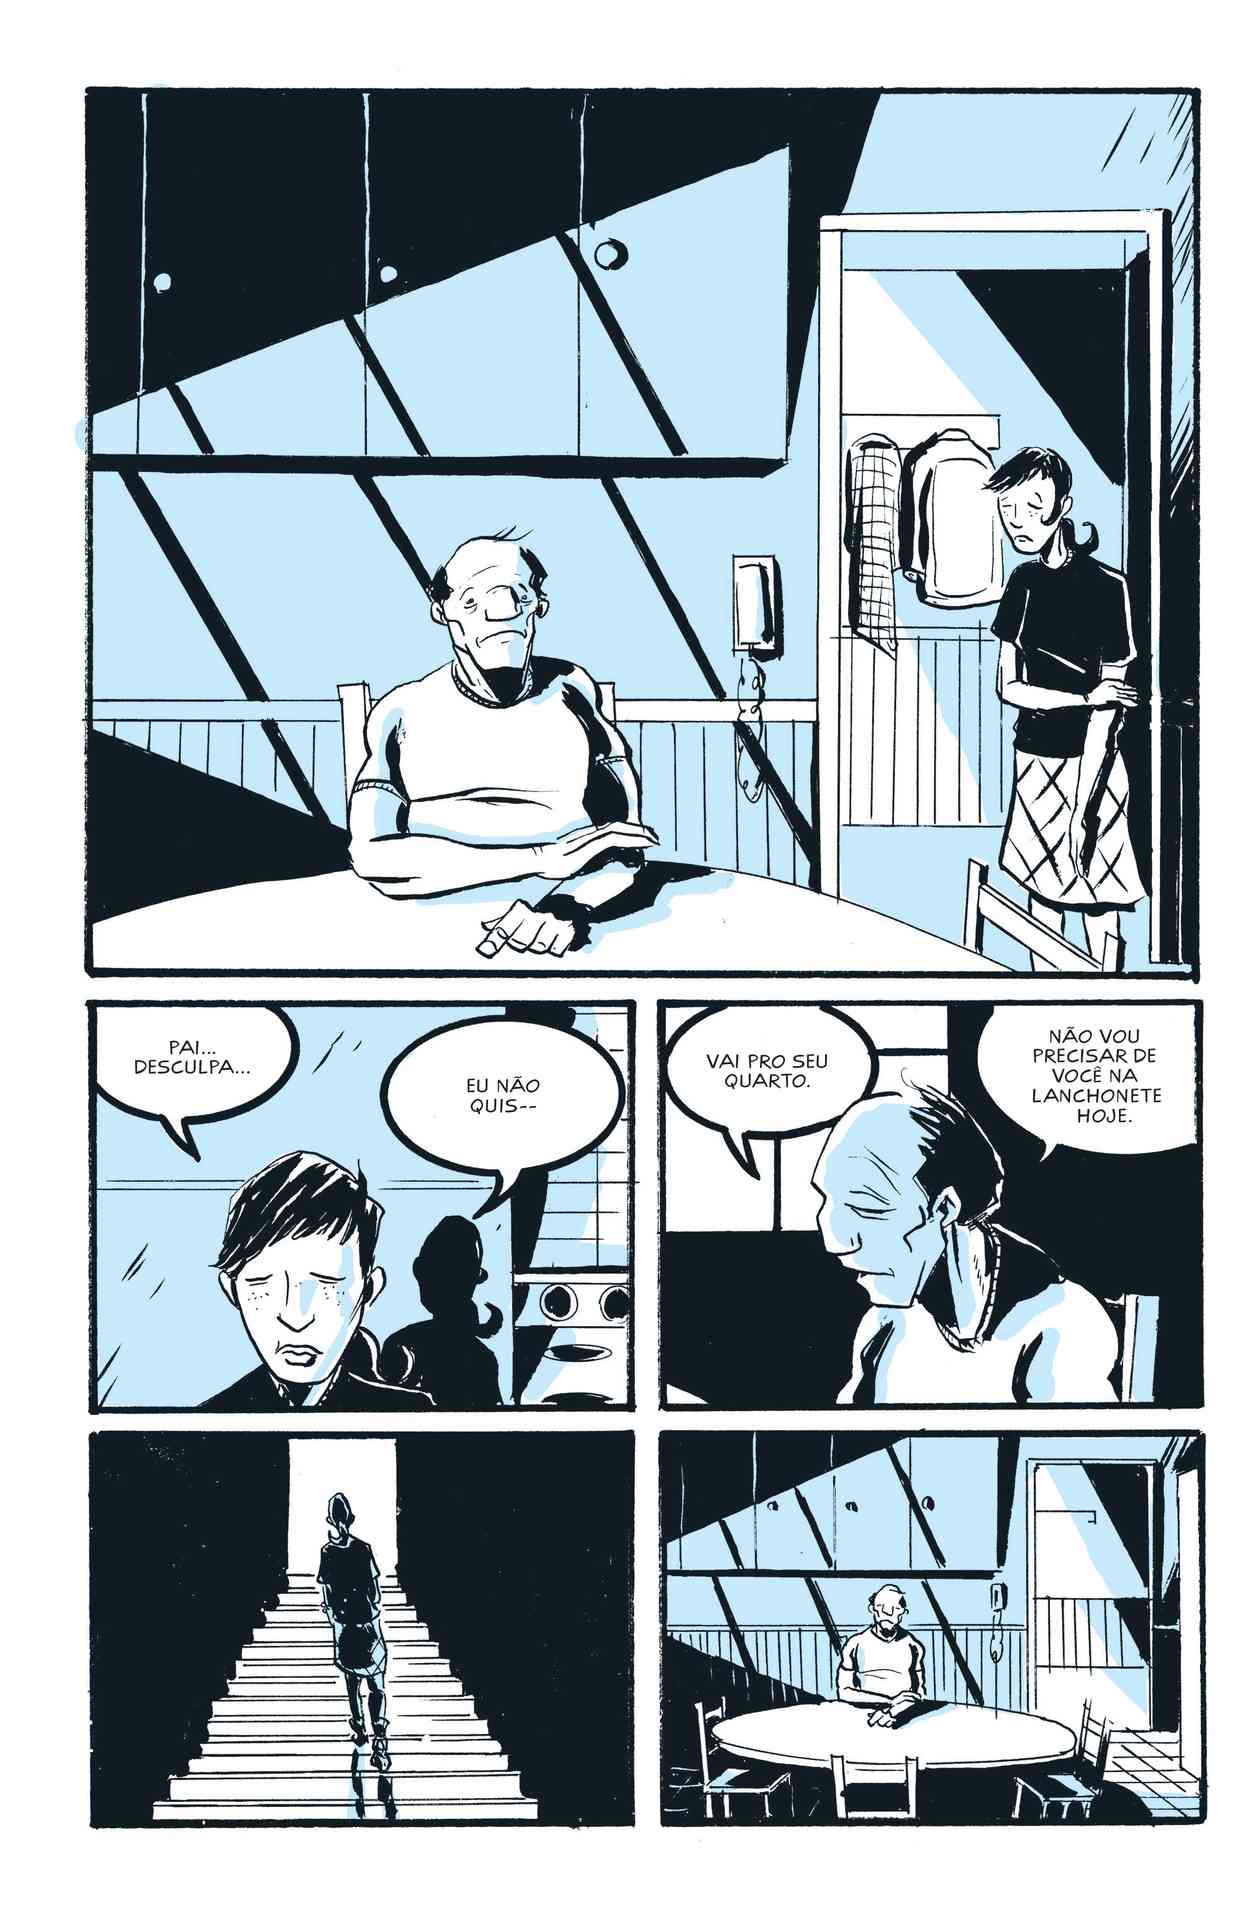 PAI...
DESCULPA...
EU NÃO
QUIS--
VAI PRO SEU
QUARTO.
NÃO VOU
PRECISAR DE
VOCÊ NA
LANCHONETE
HOJE.